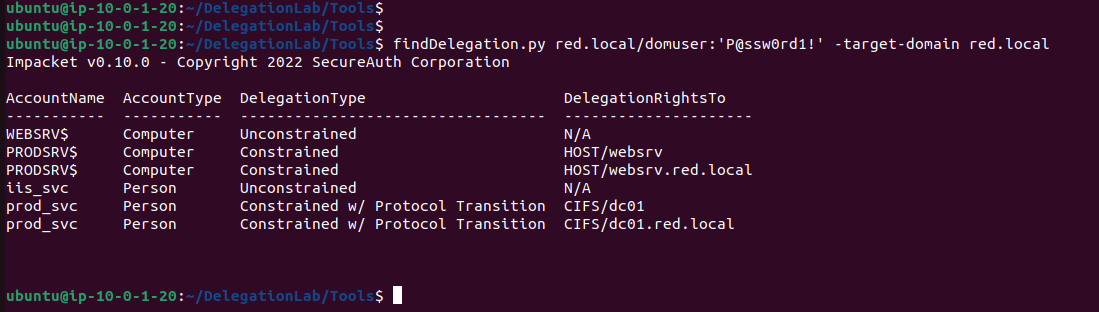 ubuntu@ip-10-0-1-20:~/DelegationLab/Tools$
ubuntu@ip-10-0-1-20:~/DelegationLab/Tools$
ubuntu@ip-10-0-1-20:~/DelegationLab/Tools$ findDelegation.py red.local/domuser:'P@ssw0rd1!' -target-domain red.local
Impacket v0.10.0 - Copyright 2022 SecureAuth Corporation

AccountName  AccountType  DelegationType                      DelegationRightsTo
-----------  -----------  ----------------------------------  --------------------
WEBSRV$      Computer     Unconstrained                       N/A
PRODSRV$     Computer     Constrained                         HOST/websrv
PRODSRV$     Computer     Constrained                         HOST/websrv.red.local
iis_svc      Person       Unconstrained                       N/A
prod_svc     Person       Constrained w/ Protocol Transition  CIFS/dc01
prod_svc     Person       Constrained w/ Protocol Transition  CIFS/dc01.red.local

ubuntu@ip-10-0-1-20:~/DelegationLab/Tools$